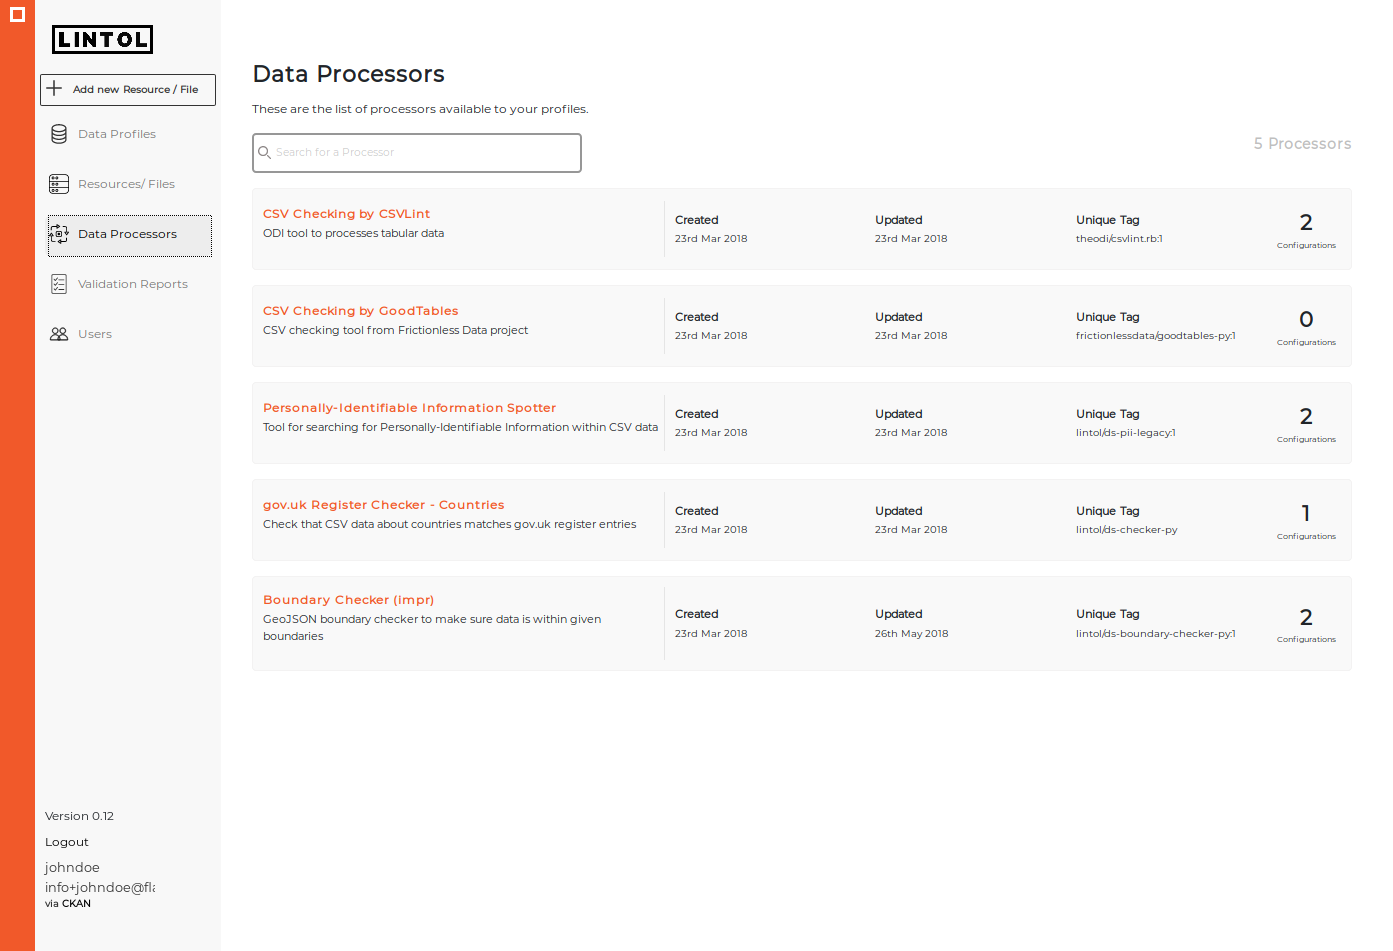 LINTOL
Add new Resource / File
Data Profiles
Resources/ Files
Data Processors
Validation Reports
Users
Version 0.12
Logout
johndoe
info+johndoe@fl
via CKAN
Data Processors
These are the list of processors available to your profiles.
Search for a Processor
5 Processors
CSV Checking by CSVLint
ODI tool to processes tabular data
Created
23rd Mar 2018
Updated
23rd Mar 2018
Unique Tag
theodi/csvlint.rb:1
2
Configurations
CSV Checking by GoodTables
CSV checking tool from Frictionless Data project
Created
23rd Mar 2018
Updated
23rd Mar 2018
Unique Tag
frictionlessdata/goodtables-py:1
0
Configurations
Personally-Identifiable Information Spotter
Tool for searching for Personally-Identifiable Information within CSV data
Created
23rd Mar 2018
Updated
23rd Mar 2018
Unique Tag
lintol/ds-pii-legacy:1
2
Configurations
gov.uk Register Checker - Countries
Check that CSV data about countries matches gov.uk register entries
Created
23rd Mar 2018
Updated
23rd Mar 2018
Unique Tag
lintol/ds-checker-py
1
Configurations
Boundary Checker (impr)
GeoJSON boundary checker to make sure data is within given
boundaries
Created
23rd Mar 2018
Updated
26th May 2018
Unique Tag
lintol/ds-boundary-checker-py:1
2
Configurations